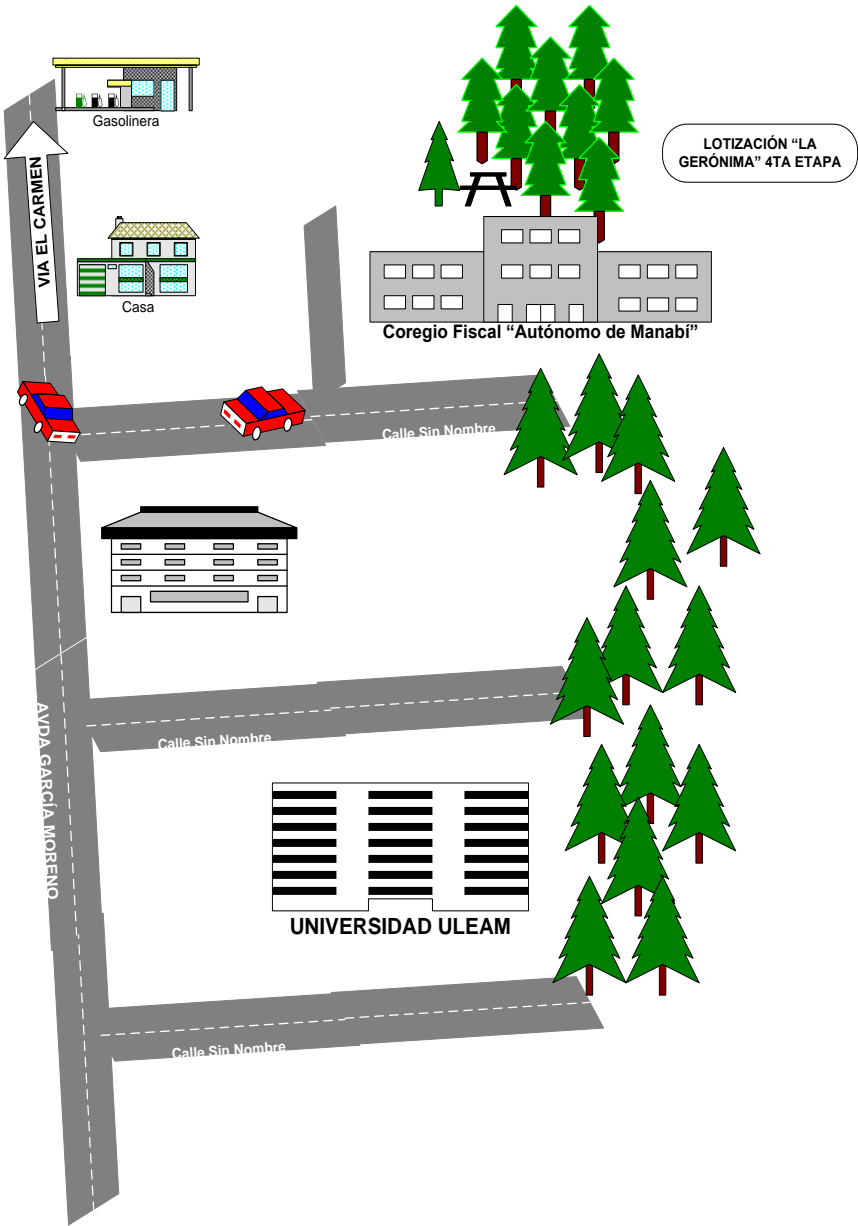 Gasolinera
LOTIZACIÓN “LA
GERÓNIMA” 4TA ETAPA
VIA EL CARMEN
Casa
Coregio Fiscal “Autónomo de Manabí”
Calle Sin Nombre
AVDA GARCÍA MORENO
Calle Sin Nombre
UNIVERSIDAD ULEAM
Calle Sin Nombre